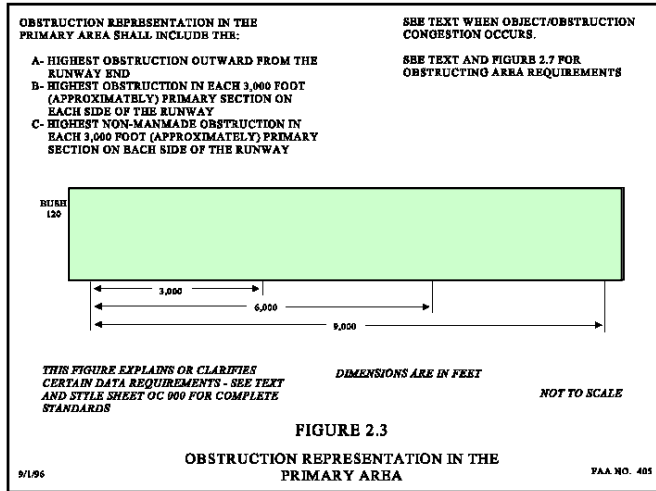 OBSTRUCTION REPRESENTATION IN THE
PRIMARY AREA SHALL INCLUDE THE:
A- HIGHEST OBSTRUCTION OUTWARD FROM THE
RUNWAY END
B- HIGHEST OBSTRUCTION IN EACH 3,000 FOOT
(APPROXIMATELY) PRIMARY SECTION ON
EACH SIDE OF THE RUNWAY
C- HIGHEST NON-MANMADE OBSTRUCTION IN
EACH 3,000 FOOT (APPROXIMATELY) PRIMARY
SECTION ON EACH SIDE OF THE RUNWAY
SEE TEXT WHEN OBJECT/OBSTRUCTION
CONGESTION OCCURS.
SEE TEXT AND FIGURE 2.7 FOR
OBSTRUCTING AREA REQUIREMENTS
BUSH
120
3,000
6,000
9,000
THIS FIGURE EXPLAINS OR CLARIFIES
CERTAIN DATA REQUIREMENTS - SEE TEXT
AND STYLE SHEET OC 000 FOR COMPLETE
STANDARDS
DIMENSIONS ARE IN FEET
NOT TO SCALE
FIGURE 2.3
OBSTRUCTION REPRESENTATION IN THE
PRIMARY AREA
9/1/96
FAA NO. 405